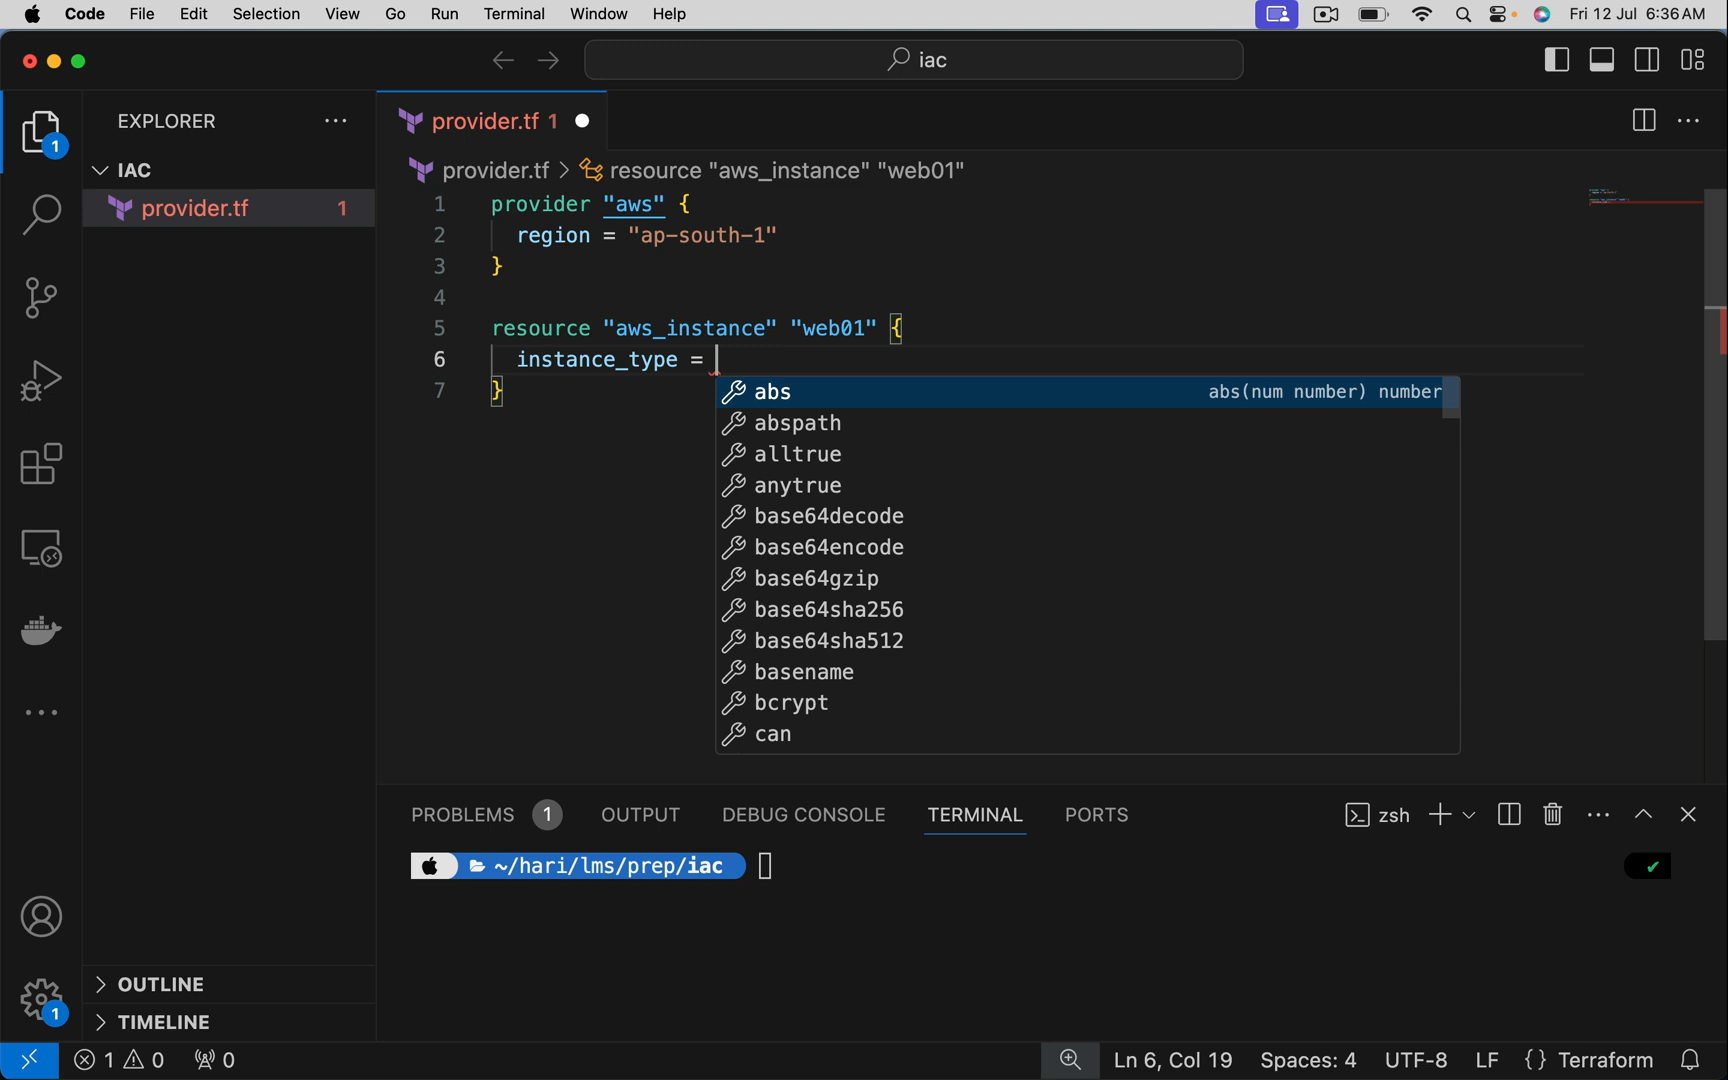 Code File Edit Selection View Go Run Terminal Window Help Fri 12 Jul 6:36 AM
iac
EXPLORER
provider.tf 1
IAC
provider.tf > resource "aws_instance" "web01"
provider.tf 1
1 provider "aws" {
2 region = "ap-south-1"
3 }
4
5 resource "aws_instance" "web01" {
6 instance_type =
7 }
abs abs(num number) number
abspath
alltrue
anytrue
base64decode
base64encode
base64gzip
base64sha256
base64sha512
basename
bcrypt
can
PROBLEMS 1 OUTPUT DEBUG CONSOLE TERMINAL PORTS zsh
~/hari/lms/prep/iac
1
OUTLINE
1
TIMELINE
1 0 0 Ln 6, Col 19 Spaces: 4 UTF-8 LF {} Terraform